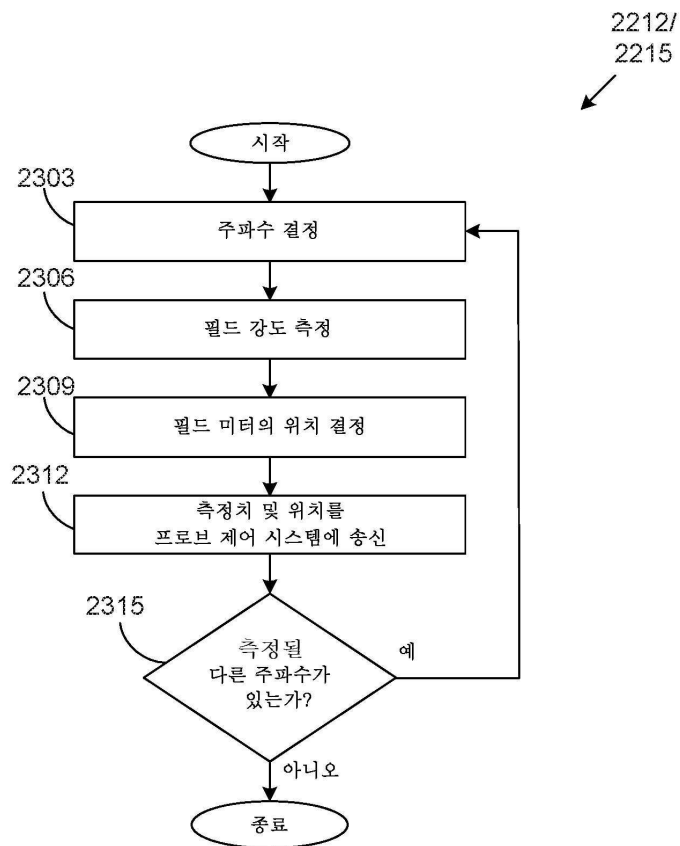 2212/
2215
시작
2303
주파수 결정
2306
필드 강도 측정
2309
필드 미터의 위치 결정
2312
측정치 및 위치를
프로브 제어 시스템에 송신
2315
측정될
다른 주파수가
있는가?
예
아니오
종료